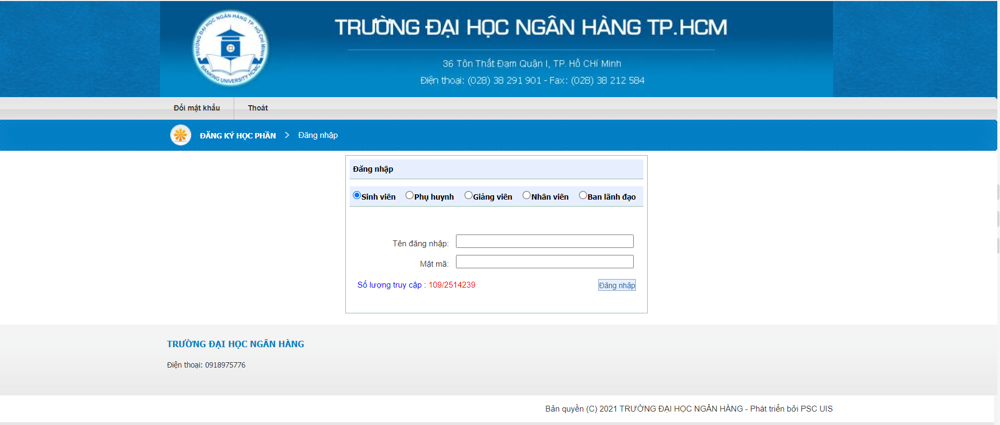 TRƯỜNG ĐẠI HỌC NGÂN HÀNG TP. HỒ CHÍ MINH
BANKING UNIVERSITY HCMC
TRƯỜNG ĐẠI HỌC NGÂN HÀNG TP.HCM
36 Tôn Thất Đạm Quận I, TP. Hồ CHí Minh
Điện thoại: (028) 38 291 901 - Fax: (028) 38 212 584
Đổi mật khẩu Thoát
ĐĂNG KÝ HỌC PHẦN > Đăng nhập
Đăng nhập
Sinh viên Phụ huynh Giảng viên Nhân viên Ban lãnh đạo
Tên đăng nhập:
Mật mã:
Số lượng truy cập : 109/2514239 Đăng nhập
TRƯỜNG ĐẠI HỌC NGÂN HÀNG
Điện thoại: 0918975776
Bản quyền (C) 2021 TRƯỜNG ĐẠI HỌC NGÂN HÀNG - Phát triển bởi PSC UIS